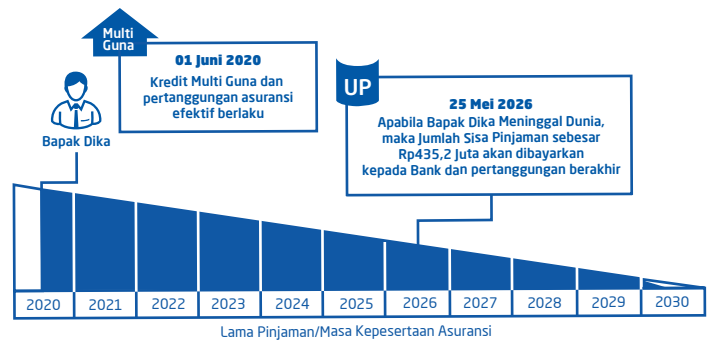 Multi
Guna
01 Juni 2020
Kredit Multi Guna dan
pertanggungan asuransi
efektif berlaku
Bapak Dika
UP
25 Mei 2026
Apabila Bapak Dika Meninggal Dunia,
maka Jumlah Sisa Pinjaman sebesar
Rp435,2 Juta akan dibayarkan
kepada Bank dan pertanggungan berakhir
2020 2021 2022 2023 2024 2025 2026 2027 2028 2029 2030
Lama Pinjaman/Masa Kepesertaan Asuransi